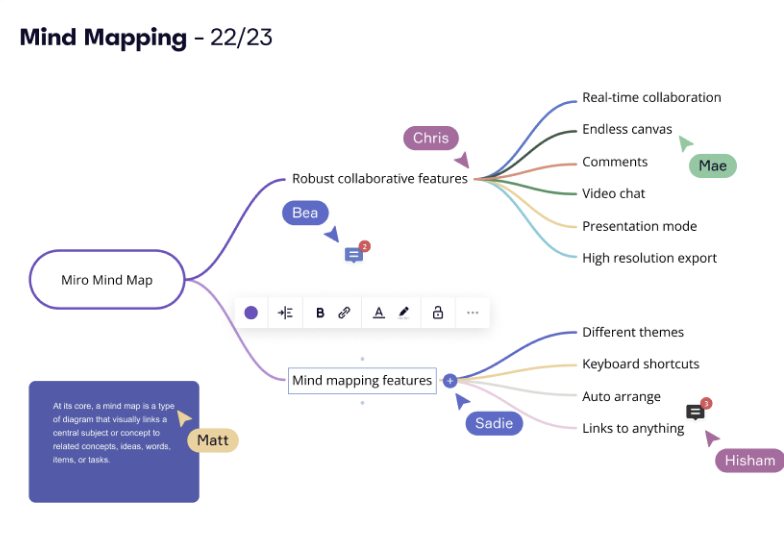 Mind Mapping - 22/23
Real-time collaboration
Endless canvas
Chris
Comments
Mae
Robust collaborative features
Video chat
Bea
Presentation mode
2
High resolution export
Miro Mind Map
B
A
Different themes
Keyboard shortcuts
Mind mapping features
+
Auto arrange
3
Sadie
Links to anything
Hisham
At its core, a mind map is a type
of diagram that visually links a
central subject or concept to
related concepts, ideas, words,
items, or tasks.
Matt